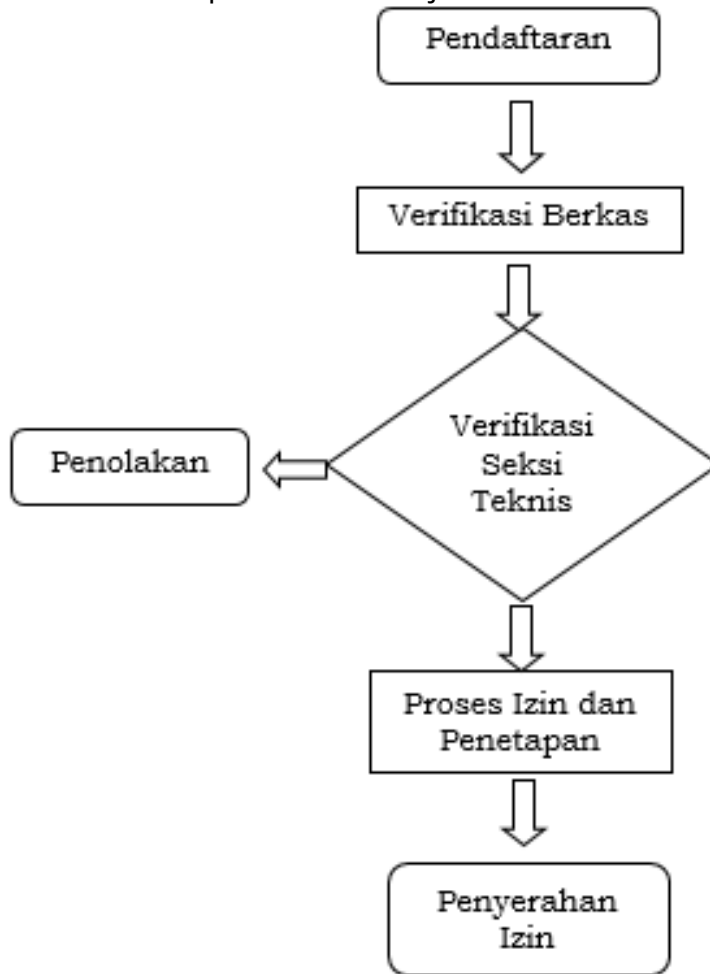 Pendaftaran
Verifikasi Berkas
Verifikasi
Seksi
Teknis
Penolakan
Proses Izin dan
Penetapan
Penyerahan
Izin